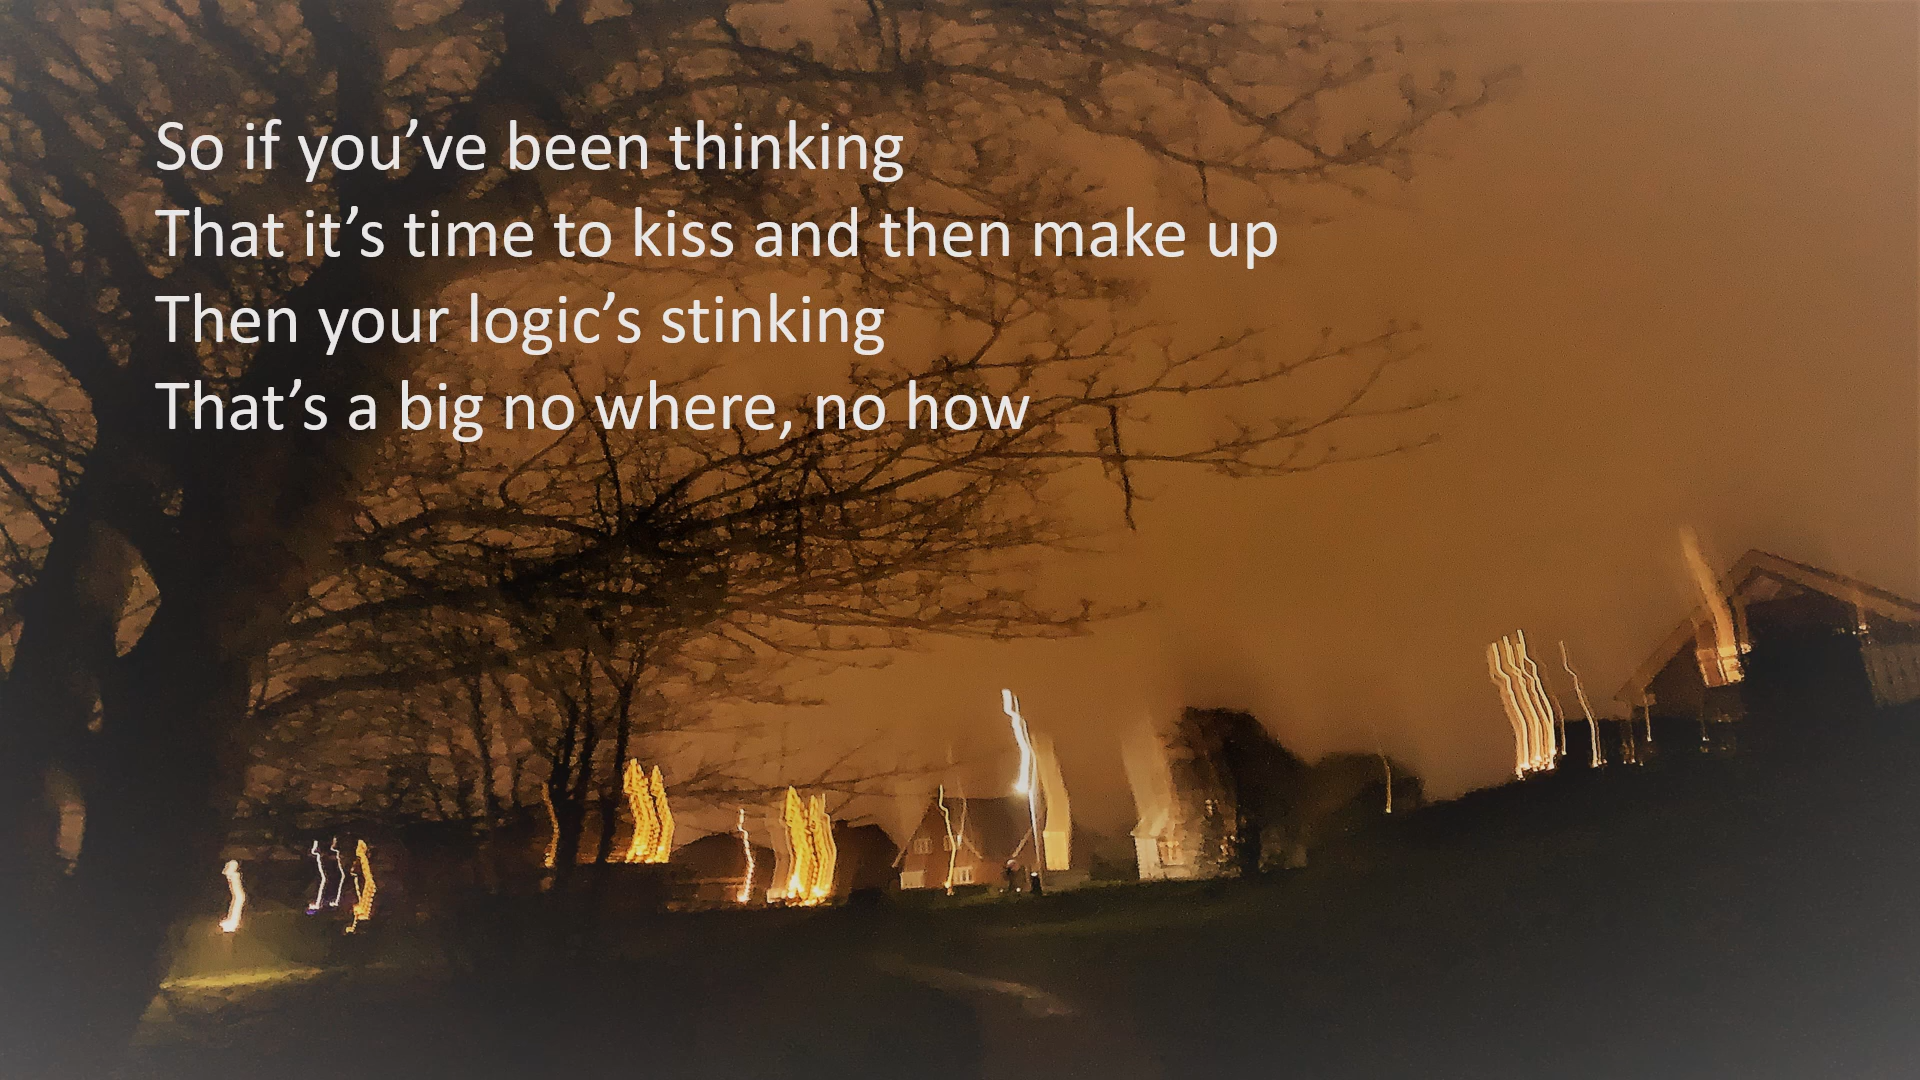 So if you’ve been thinking
That it’s time to kiss and then make up
Then your logic’s stinking
That’s a big no where, no how